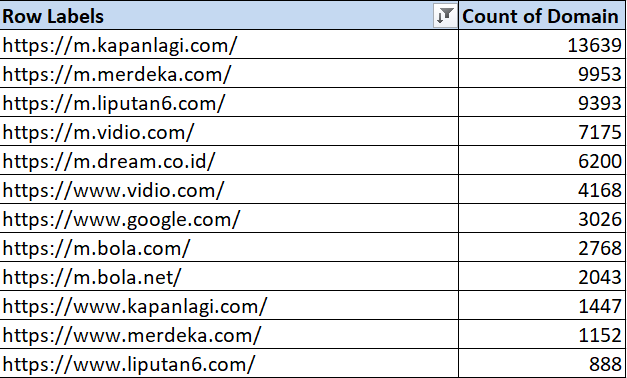 Row Labels Count of Domain
https://m.kapanlagi.com/ 13639
https://m.merdeka.com/ 9953
https://m.liputan6.com/ 9393
https://m.vidio.com/ 7175
https://m.dream.co.id/ 6200
https://www.vidio.com/ 4168
https://www.google.com/ 3026
https://m.bola.com/ 2768
https://m.bola.net/ 2043
https://www.kapanlagi.com/ 1447
https://www.merdeka.com/ 1152
https://www.liputan6.com/ 888